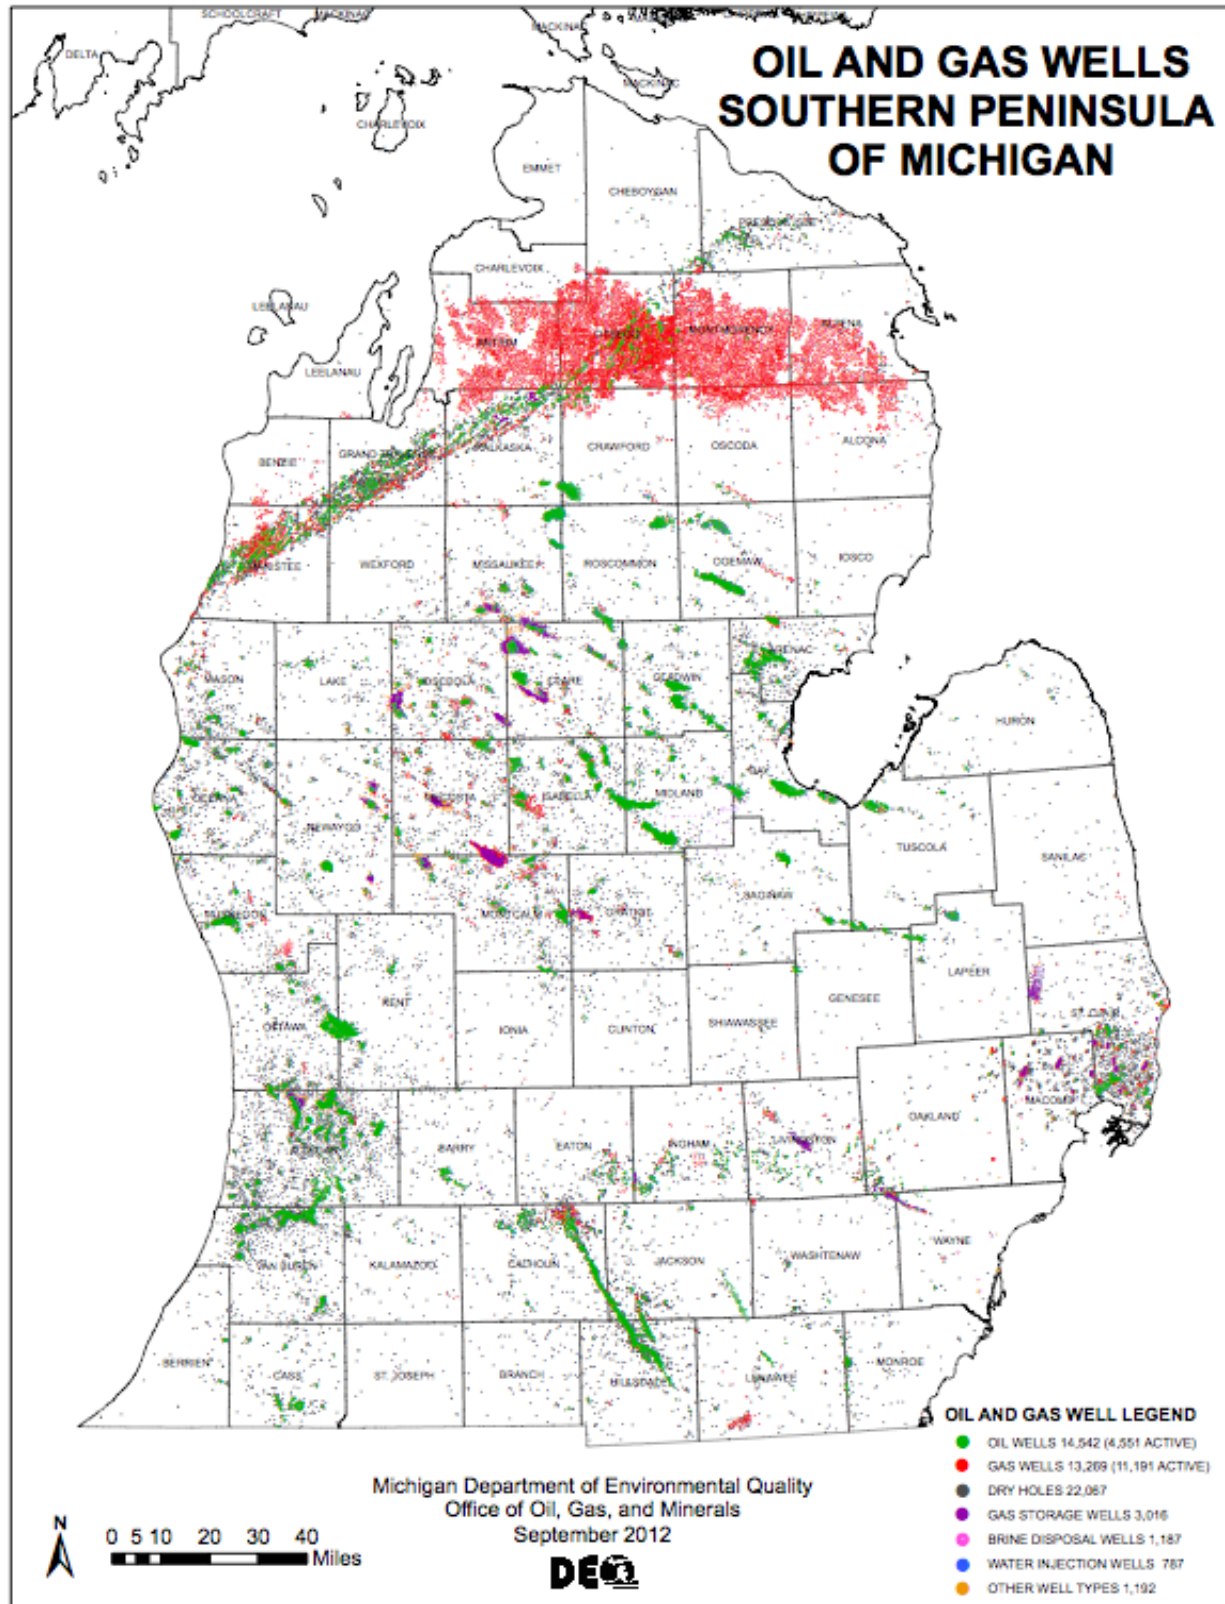 SCHOOLCRAFT
MACKINAC
MACKINAC
DELTA
MACKINAC
CHARLEVOIX
OIL AND GAS WELLS
SOUTHERN PENINSULA
OF MICHIGAN
EMMET
CHEBOYGAN
PRESQUE ISLE
CHARLEVOIX
LEELANAU
ANTRIM
OTSEGO
MONTMORENCY
ALPENA
LEELANAU
BENZIE
GRAND TRAVERSE
KALKASKA
CRAWFORD
OSCODA
ALCONA
MANISTEE
WEXFORD
MISSAUKEE
ROSCOMMON
OGEMAW
IOSCO
MASON
LAKE
OSCEOLA
CLARE
GLADWIN
ARENAC
HURON
OCEANA
NEWAYGO
MECOSTA
ISABELLA
MIDLAND
BAY
TUSCOLA
SANILAC
MUSKEGON
MONTCALM
GRATIOT
SAGINAW
LAPEER
OTTAWA
KENT
IONIA
CLINTON
SHIAWASSEE
GENESEE
ST. CLAIR
ALLEGAN
BARRY
EATON
INGHAM
LIVINGSTON
OAKLAND
MACOMB
VAN BUREN
KALAMAZOO
CALHOUN
JACKSON
WASHTENAW
WAYNE
BERRIEN
CASS
ST. JOSEPH
BRANCH
HILLSDALE
LENAWEE
MONROE
OIL AND GAS WELL LEGEND
OIL WELLS 14,542 (4,551 ACTIVE)
GAS WELLS 13,269 (11,191 ACTIVE)
DRY HOLES 22,067
GAS STORAGE WELLS 3,016
BRINE DISPOSAL WELLS 1,187
WATER INJECTION WELLS 787
OTHER WELL TYPES 1,192
Michigan Department of Environmental Quality
Office of Oil, Gas, and Minerals
September 2012
N
0 5 10 20 30 40
Miles
DEQ